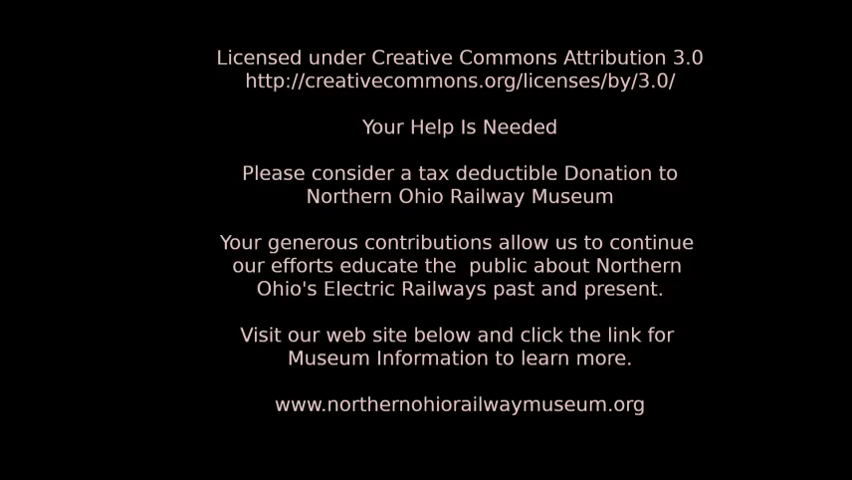 Licensed under Creative Commons Attribution 3.0
http://creativecommons.org/licenses/by/3.0/
Your Help Is Needed
Please consider a tax deductible Donation to
Northern Ohio Railway Museum
Your generous contributions allow us to continue
our efforts educate the  public about Northern
Ohio's Electric Railways past and present.
Visit our web site below and click the link for
Museum Information to learn more.
www.northernohiorailwaymuseum.org